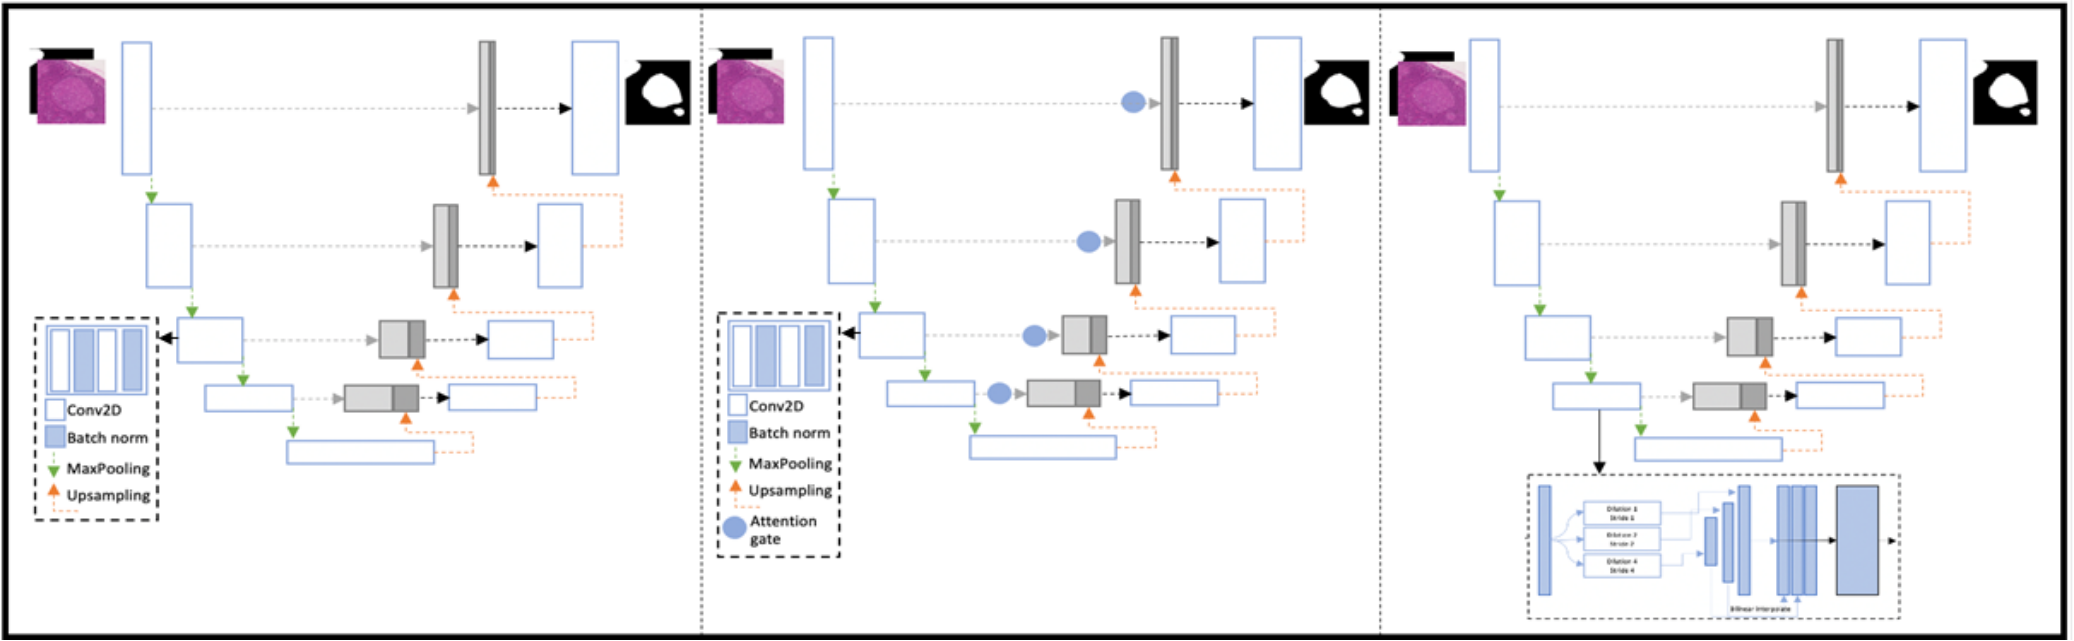 Conv2D
Batch norm
MaxPooling
Upsampling
Conv2D
Batch norm
MaxPooling
Upsampling
Attention
gate
Dilation 1
Stride 1
Dilation 2
Stride 2
Dilation 4
Stride 4
Bilinear Interpolate